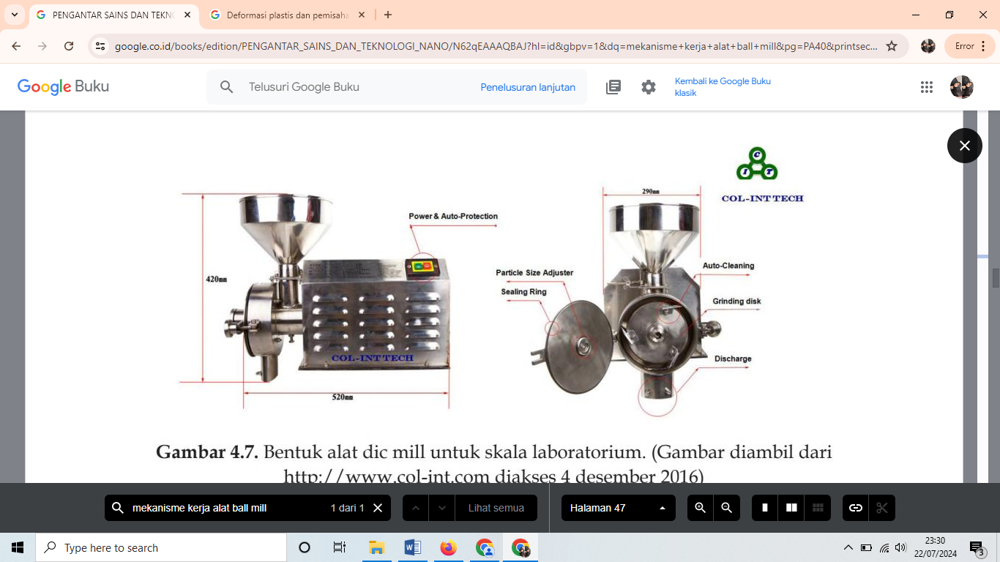 PENGANTAR SAINS DAN TEKN
Deformasi plastis dan pemisaha
google.co.id/books/edition/PENGANTAR_SAINS_DAN_TEKNOLOGI_NANO/N62qEAAAQBAJ?hl=id&gbpv=1&dq=mekanisme+kerja+alat+ball+mill&pg=PA40&printsec...
Error
Google Buku
Telusuri Google Buku
Penelusuran lanjutan
Kembali ke Google Buku
klasik
C
I T
COL-INT TECH
290mm
Power & Auto-Protection
Auto-Cleaning
Particle Size Adjuster
420mm
Sealing Ring
Grinding disk
COL-INT TECH
Discharge
520mm
Gambar 4.7. Bentuk alat dic mill untuk skala laboratorium. (Gambar diambil dari
http://www.col-int.com diakses 4 desember 2016)
mekanisme kerja alat ball mill
1 dari 1
Lihat semua
Halaman 47
Type here to search
23:30
22/07/2024
3